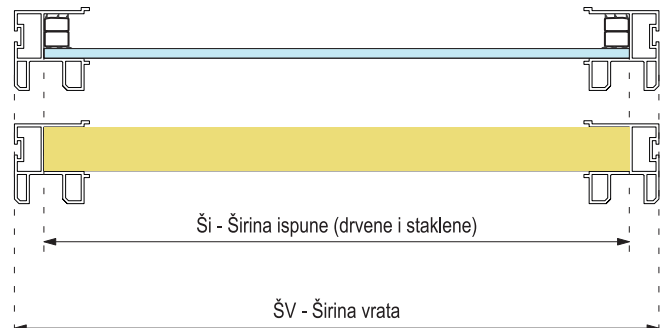 Ši - Širina ispune (drvene i staklene)
ŠV - Širina vrata